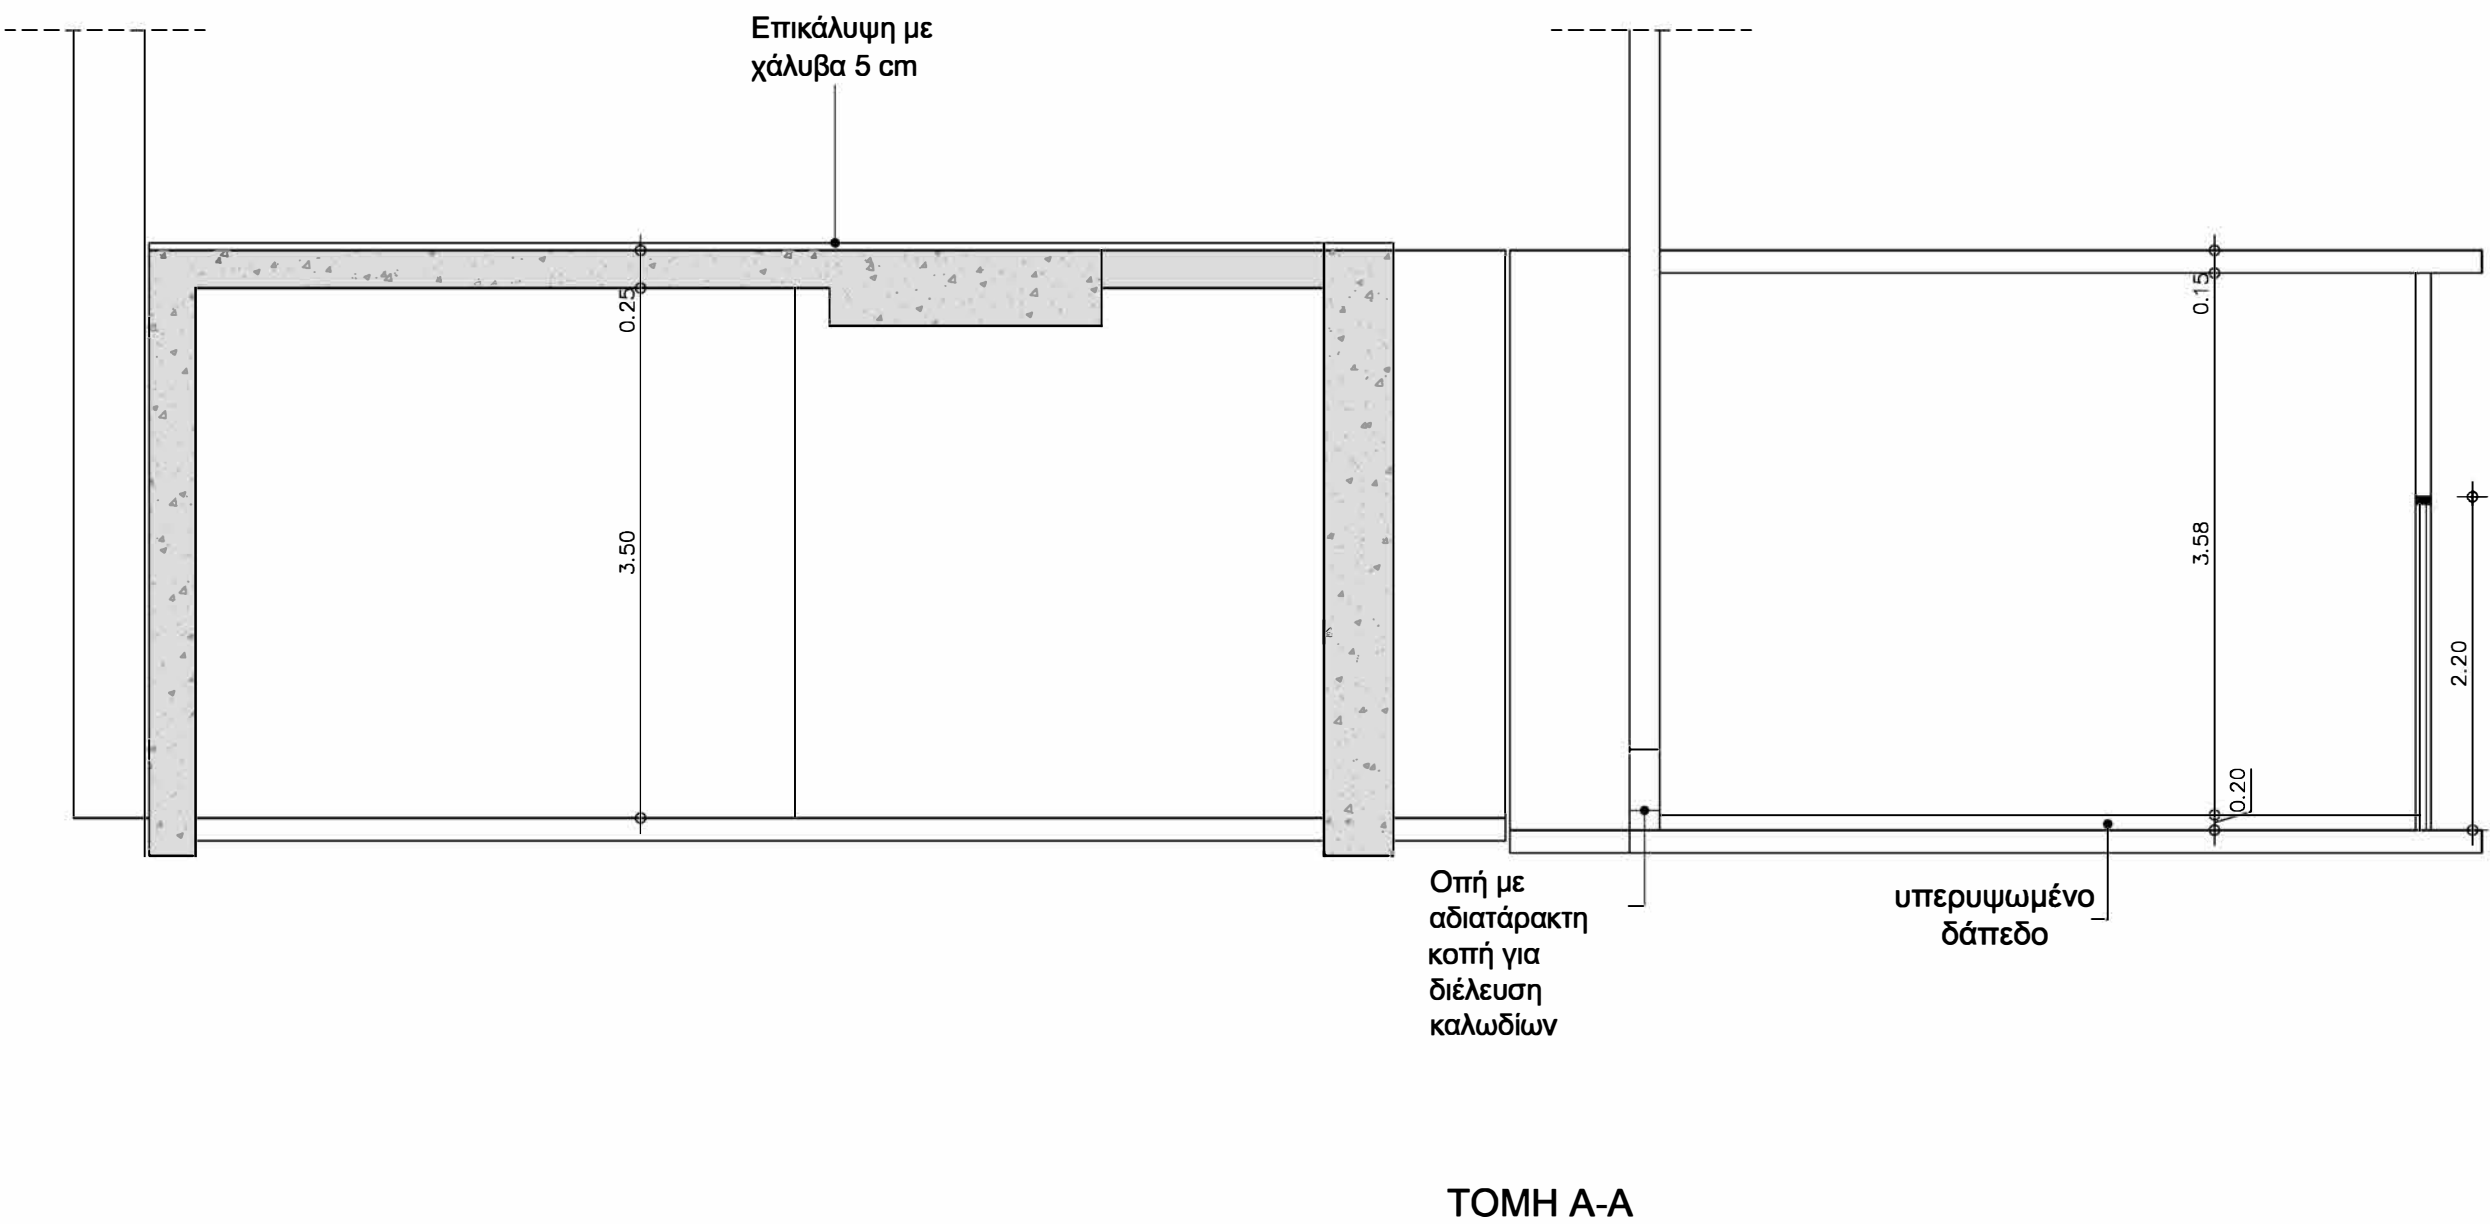 Επικάλυψη με
χάλυβα 5 cm
0.25
3.50
0.15
3.58
0.20
2.20
Οπή με
αδιατάρακτη
κοπή για
διέλευση
καλωδίων
υπερυψωμένο
δάπεδο
ΤΟΜΗ Α-Α